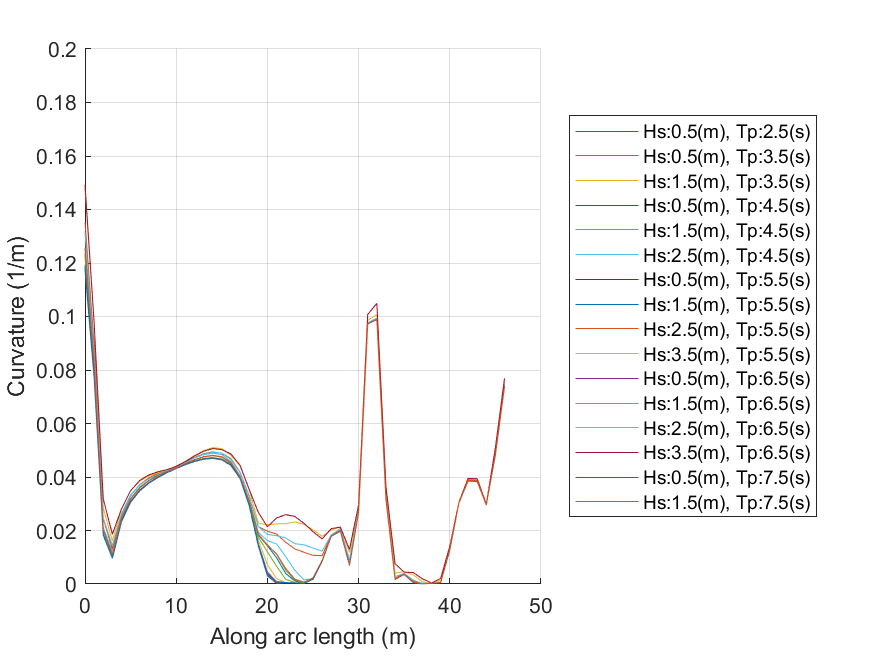 0.2
0.18
0.16
0.14
0.12
0.1
0.08
0.06
0.04
0.02
0
Curvature (1/m)
0 10 20 30 40 50
Along arc length (m)
Hs:0.5(m), Tp:2.5(s)
Hs:0.5(m), Tp:3.5(s)
Hs:1.5(m), Tp:3.5(s)
Hs:0.5(m), Tp:4.5(s)
Hs:1.5(m), Tp:4.5(s)
Hs:2.5(m), Tp:4.5(s)
Hs:0.5(m), Tp:5.5(s)
Hs:1.5(m), Tp:5.5(s)
Hs:2.5(m), Tp:5.5(s)
Hs:3.5(m), Tp:5.5(s)
Hs:0.5(m), Tp:6.5(s)
Hs:1.5(m), Tp:6.5(s)
Hs:2.5(m), Tp:6.5(s)
Hs:3.5(m), Tp:6.5(s)
Hs:0.5(m), Tp:7.5(s)
Hs:1.5(m), Tp:7.5(s)